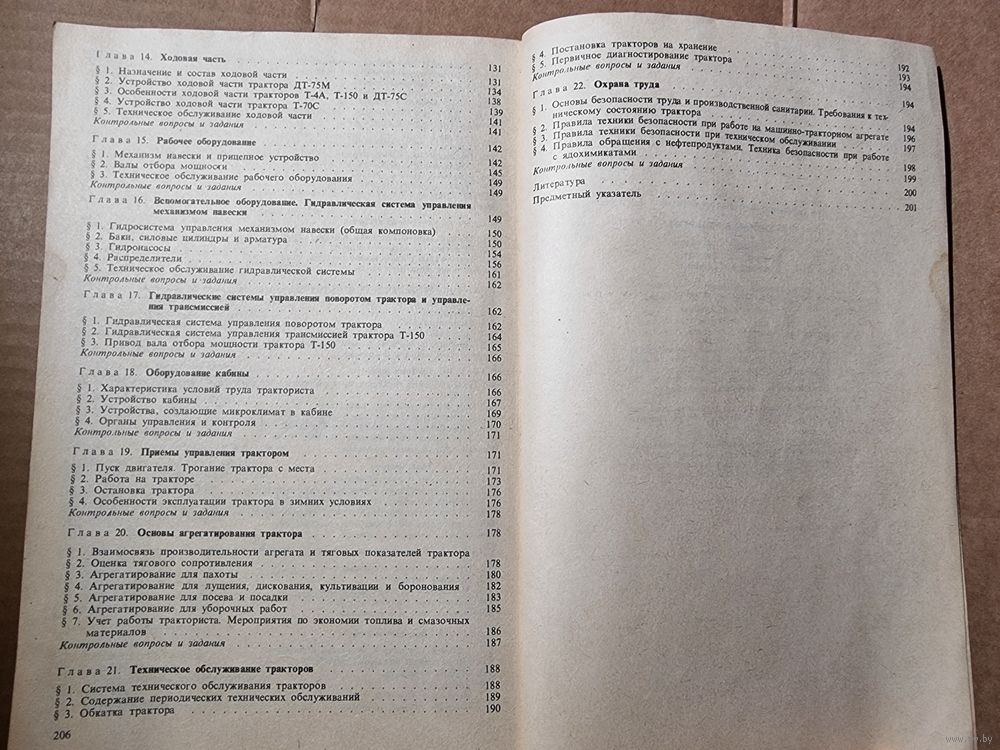 Глава 14. Ходовая часть 131
§ 1. Назначение и состав ходовой части 131
§ 2. Устройство ходовой части трактора ДТ-75М 134
§ 3. Особенности ходовой части тракторов Т-4А, Т-150 и ДТ-75С 138
§ 4. Устройство ходовой части трактора Т-70С 139
§ 5. Техническое обслуживание ходовой части 141
Контрольные вопросы и задания 141
Глава 15. Рабочее оборудование 142
§ 1. Механизм навески и прицепное устройство 142
§ 2. Валы отбора мощности 145
§ 3. Техническое обслуживание рабочего оборудования 149
Контрольные вопросы и задания 149
Глава 16. Вспомогательное оборудование. Гидравлическая система управления
механизмом навески 149
§ 1. Гидросистема управления механизмом навески (общая компоновка) 150
§ 2. Баки, силовые цилиндры и арматура 150
§ 3. Гидронасосы 154
§ 4. Распределители 156
§ 5. Техническое обслуживание гидравлической системы 161
Контрольные вопросы и задания 162
Глава 17. Гидравлические системы управления поворотом трактора и управле-
ния трансмиссией 162
§ 1. Гидравлическая система управления поворотом трактора 162
§ 2. Гидравлическая система управления трансмиссией трактора Т-150 164
§ 3. Привод вала отбора мощности трактора Т-150 165
Контрольные вопросы и задания 166
Глава 18. Оборудование кабины 166
§ 1. Характеристика условий труда тракториста 166
§ 2. Устройство кабины 167
§ 3. Устройства, создающие микроклимат в кабине 169
§ 4. Органы управления и контроля 170
Контрольные вопросы и задания 171
Глава 19. Приемы управления трактором 171
§ 1. Пуск двигателя. Трогание трактора с места 171
§ 2. Работа на тракторе 173
§ 3. Остановка трактора 176
§ 4. Особенности эксплуатации трактора в зимних условиях 176
Контрольные вопросы и задания 178
Глава 20. Основы агрегатирования трактора 178
§ 1. Взаимосвязь производительности агрегата и тяговых показателей трактора
§ 2. Оценка тягового сопротивления 178
§ 3. Агрегатирование для пахоты 180
§ 4. Агрегатирование для лущения, дискования, культивации и боронования 182
§ 5. Агрегатирование для посева и посадки 183
§ 6. Агрегатирование для уборочных работ 185
§ 7. Учет работы тракториста. Мероприятия по экономии топлива и смазочных
материалов 186
Контрольные вопросы и задания 187
Глава 21. Техническое обслуживание тракторов 188
§ 1. Система технического обслуживания тракторов 188
§ 2. Содержание периодических технических обслуживаний 189
§ 3. Обкатка трактора 190
206
§ 4. Постановка тракторов на хранение 192
§ 5. Первичное диагностирование трактора 193
Контрольные вопросы и задания 194
Глава 22. Охрана труда 194
§ 1. Основы безопасности труда и производственной санитарии. Требования к тех-
ническому состоянию трактора 194
§ 2. Правила техники безопасности при работе на машинно-тракторном агрегате 196
§ 3. Правила техники безопасности при техническом обслуживании 197
§ 4. Правила обращения с нефтепродуктами. Техника безопасности при работе
с ядохимикатами 198
Контрольные вопросы и задания 199
Литература 200
Предметный указатель 201